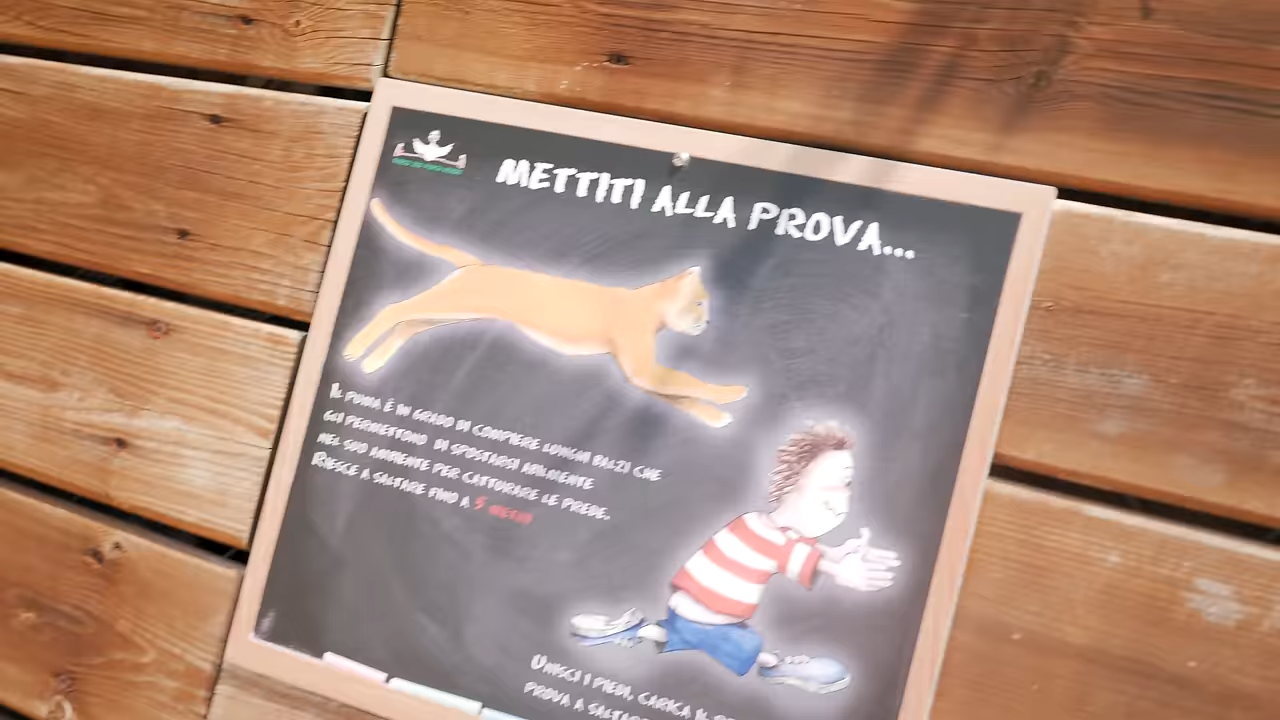 METTITI ALLA PROVA...
IL PUMA È IN GRADO DI COMPIERE LUNGHI BALZI CHE
GLI PERMETTONO DI SPOSTARSI ABILMENTE
NEL SUO AMBIENTE PER CATTURARE LE PREDE.
RIESCE A SALTARE FINO A 5 METRI
UNISCI I PIEDI, CARICA IL
PROVA A SALTARE